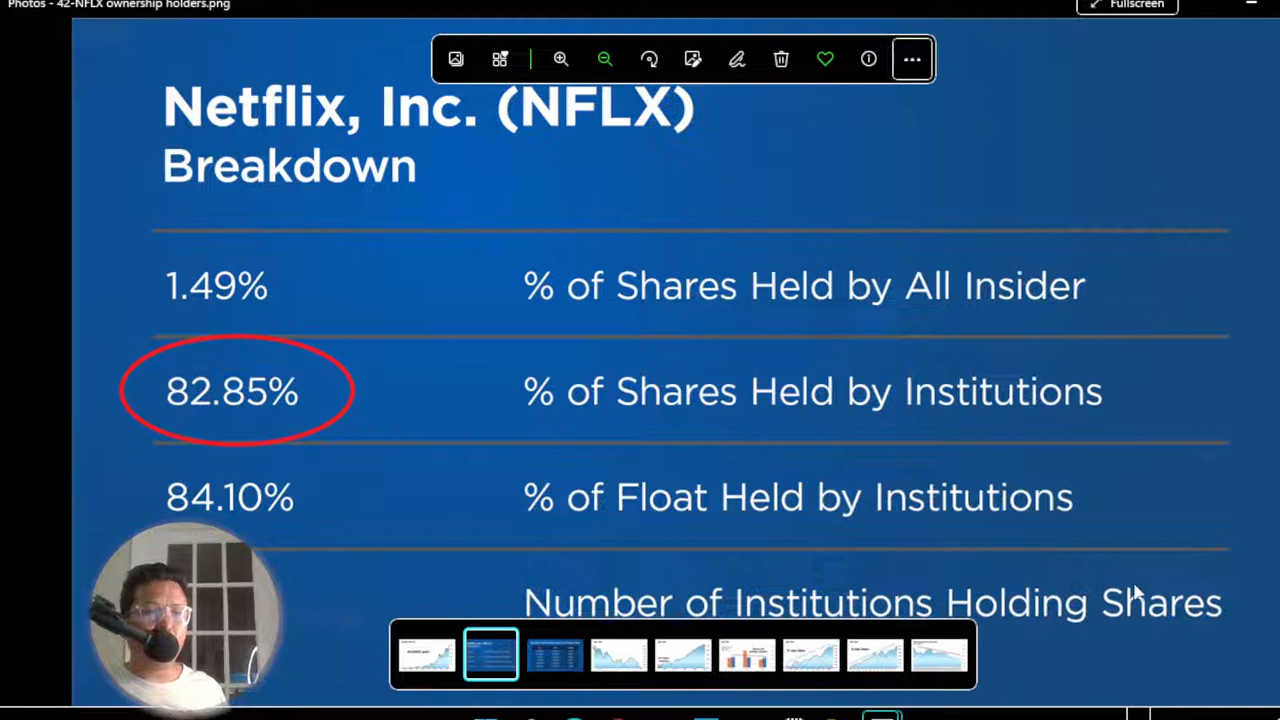 Photos - 42-NFLX ownership holders.png
Fullscreen
Netflix, Inc. (NFLX)
Breakdown
1.49% % of Shares Held by All Insider
82.85% % of Shares Held by Institutions
84.10% % of Float Held by Institutions
Number of Institutions Holding Shares